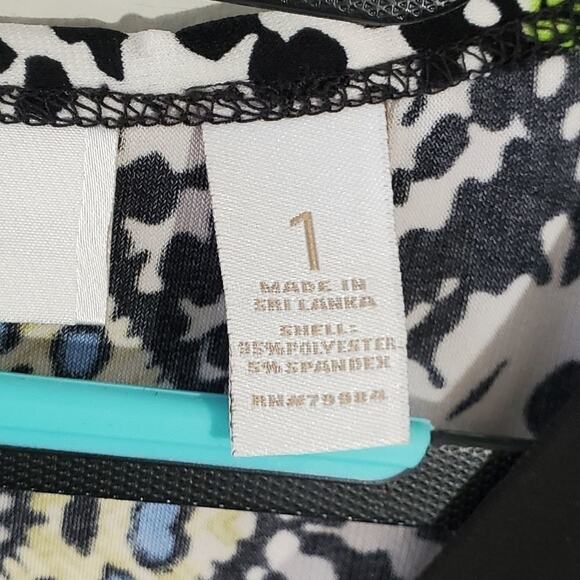 1
MADE IN
SRI LANKA
SHELL:
95% POLYESTER
5% SPANDEX
RN#79984